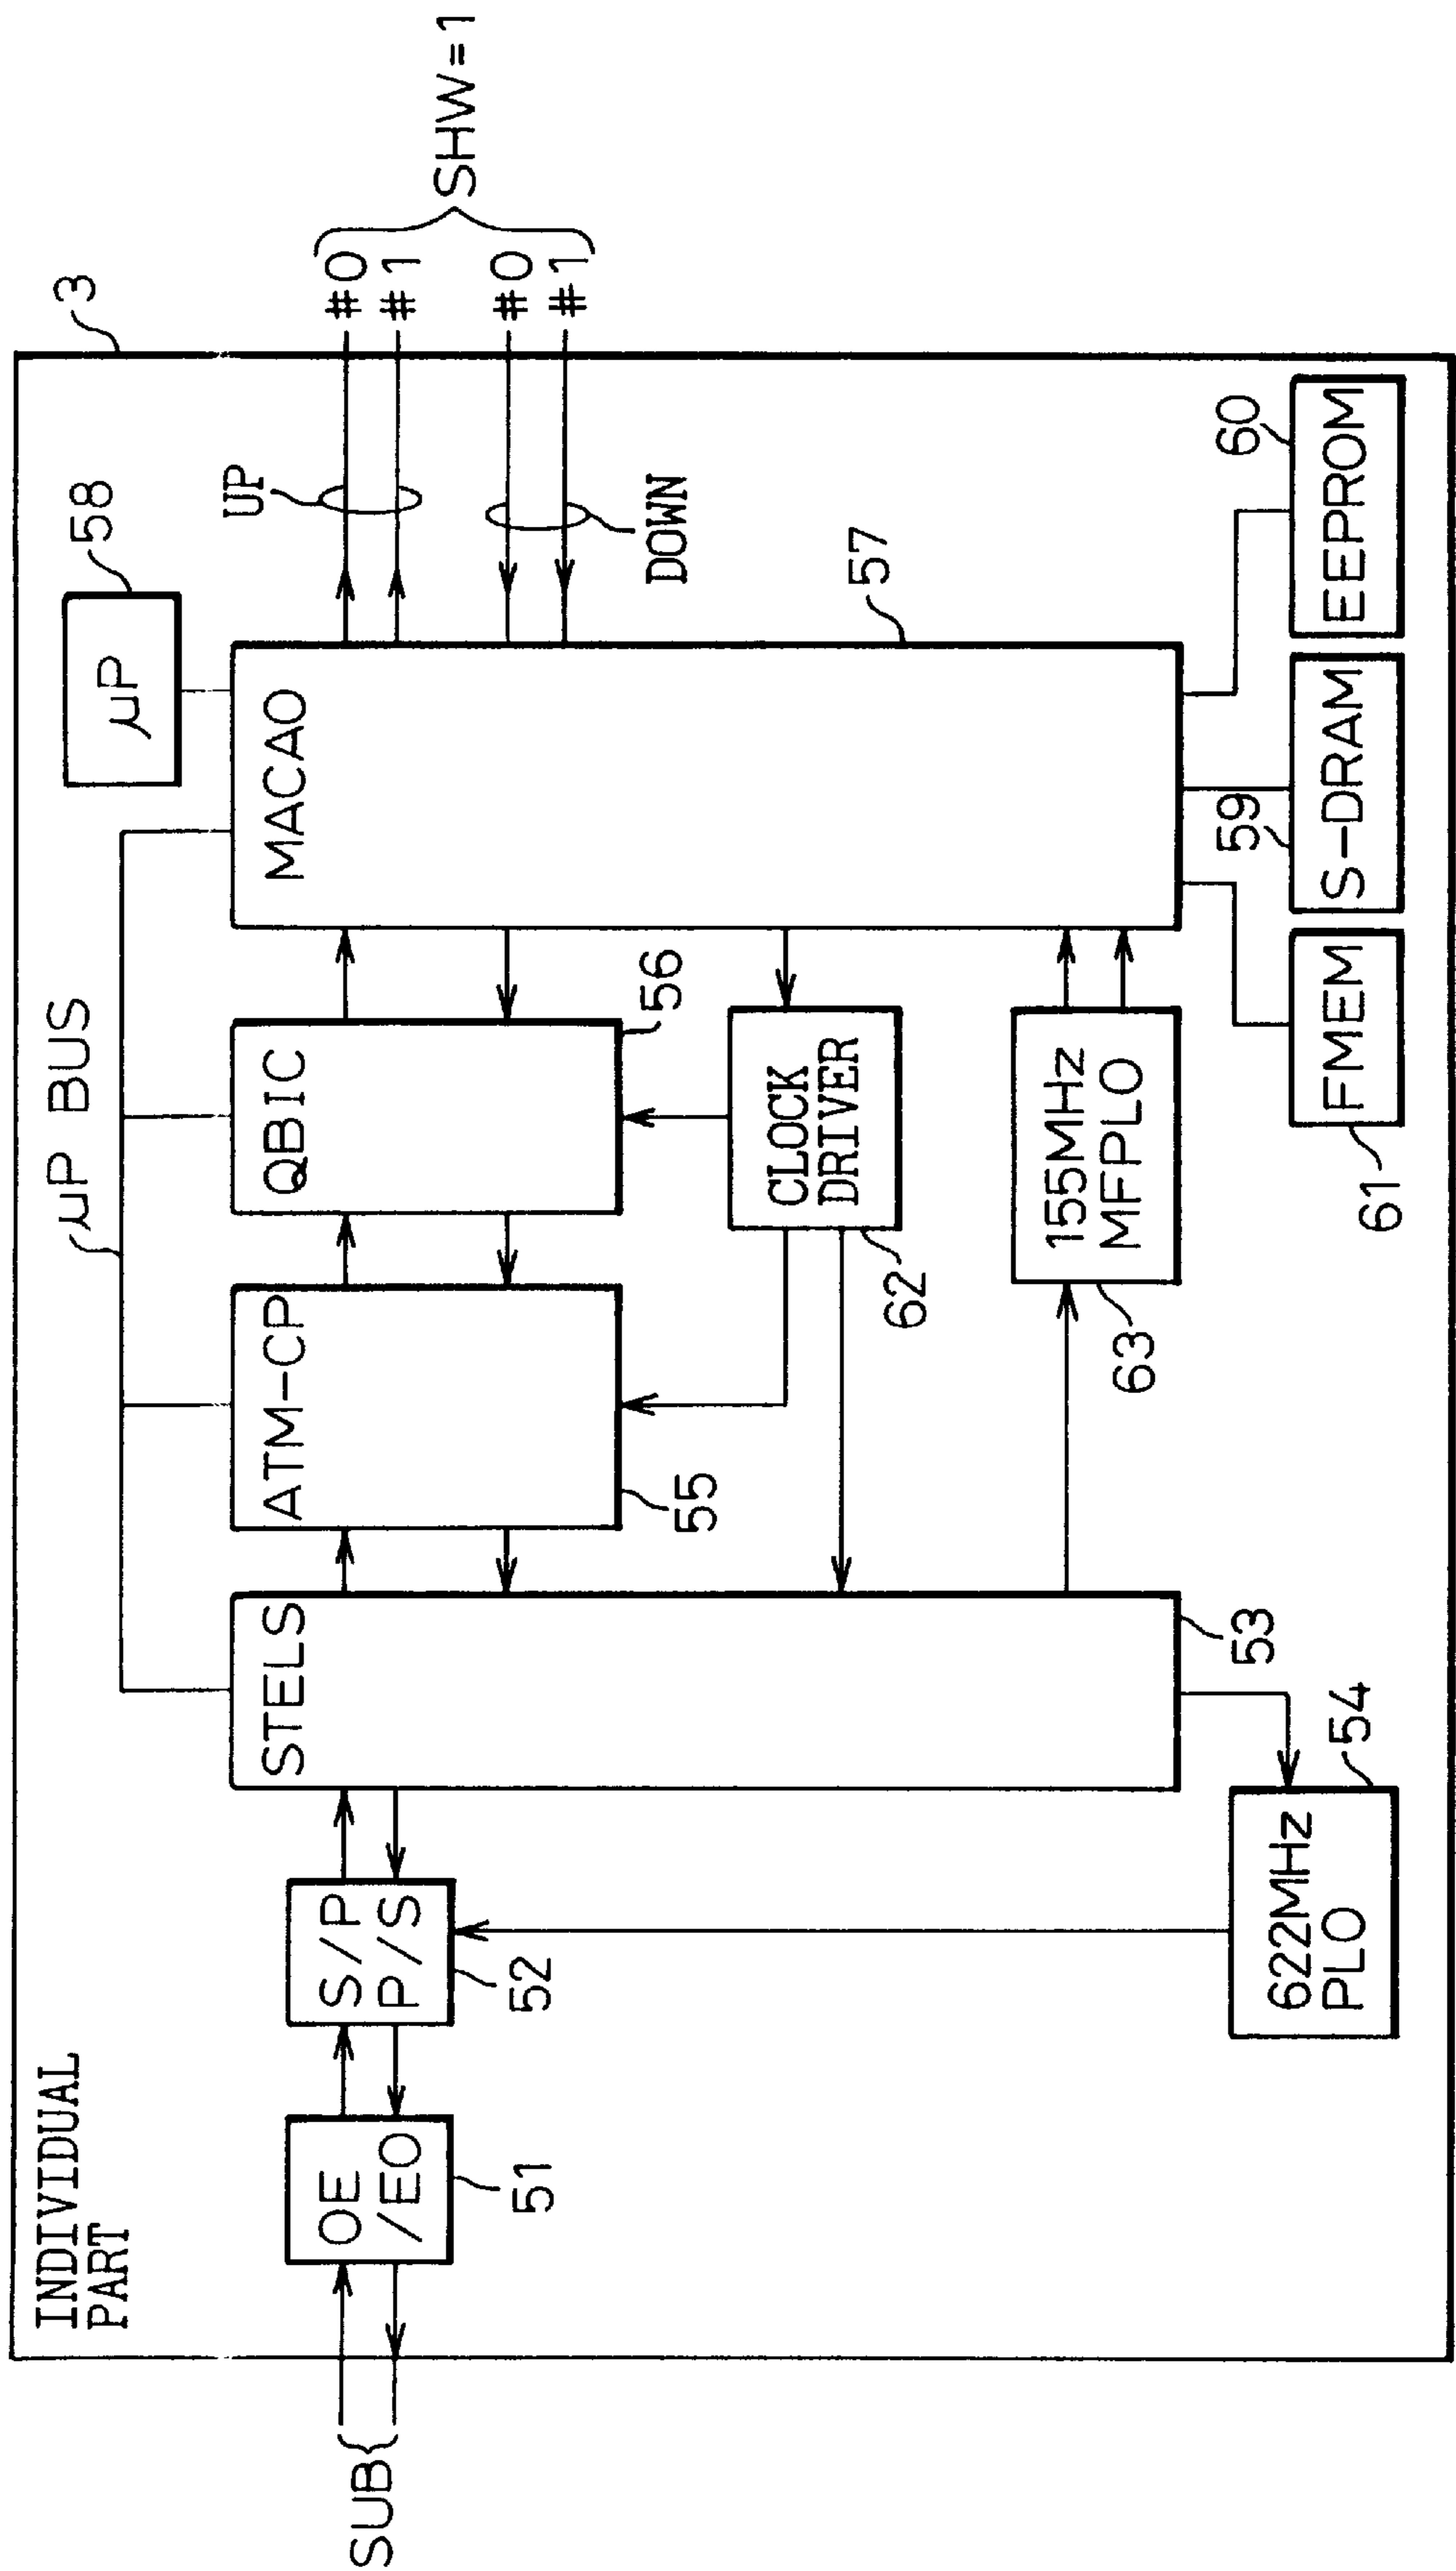 INDIVIDUAL
PART
3
μP BUS
μP
58
SUB
OE
/EO
51
S/P
P/S
52
STELS
53
ATM-CP
55
QBIC
56
MACAO
57
UP
DOWN
#0
#1
#0
#1
SHW=1
CLOCK
DRIVER
62
155MHz
MFPLO
63
622MHz
PLO
54
FMEM
61
S-DRAM
59
EEPROM
60